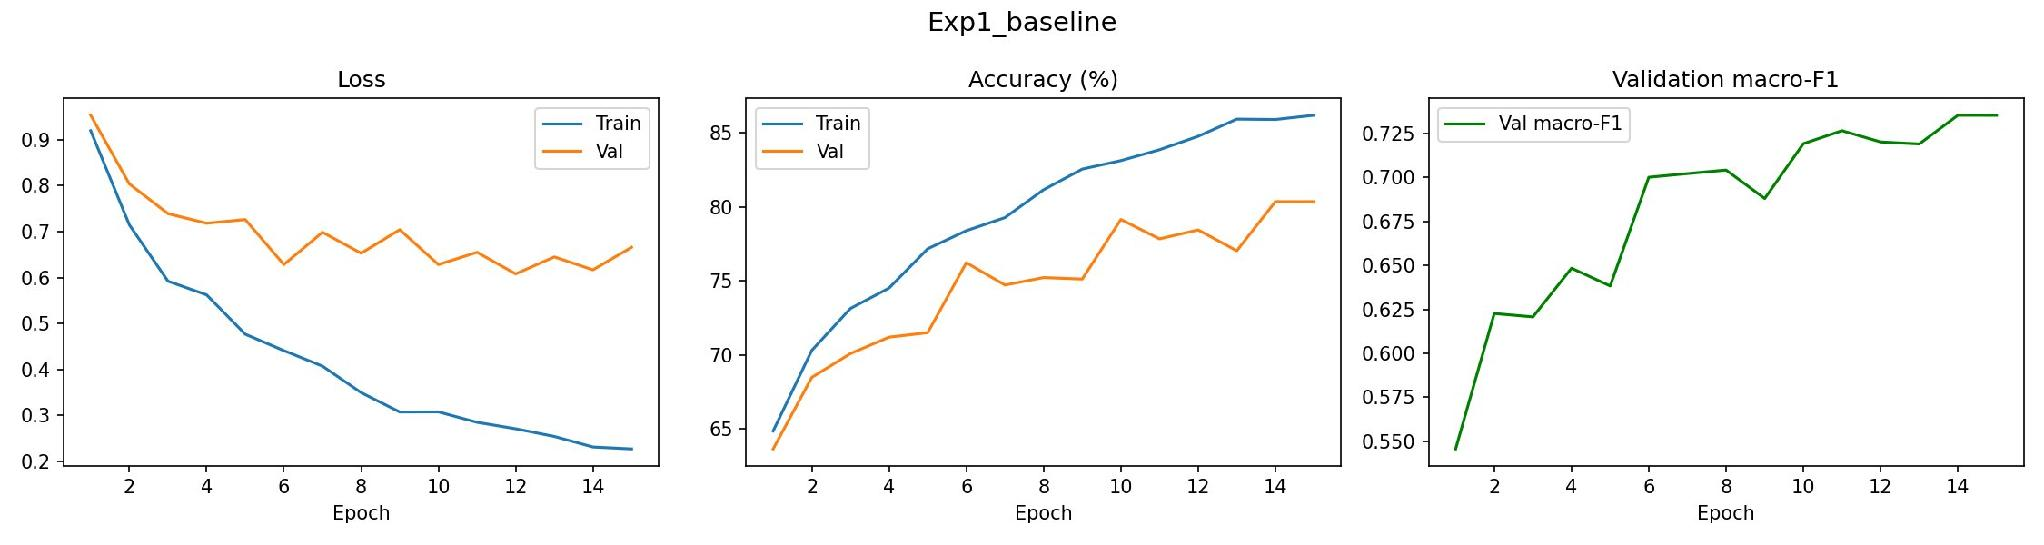 Exp1_baseline
Loss
Train
Val
0.9
0.8
0.7
0.6
0.5
0.4
0.3
0.2
2 4 6 8 10 12 14
Epoch
Accuracy (%)
Train
Val
85
80
75
70
65
2 4 6 8 10 12 14
Epoch
Validation macro-F1
Val macro-F1
0.725
0.700
0.675
0.650
0.625
0.600
0.575
0.550
2 4 6 8 10 12 14
Epoch